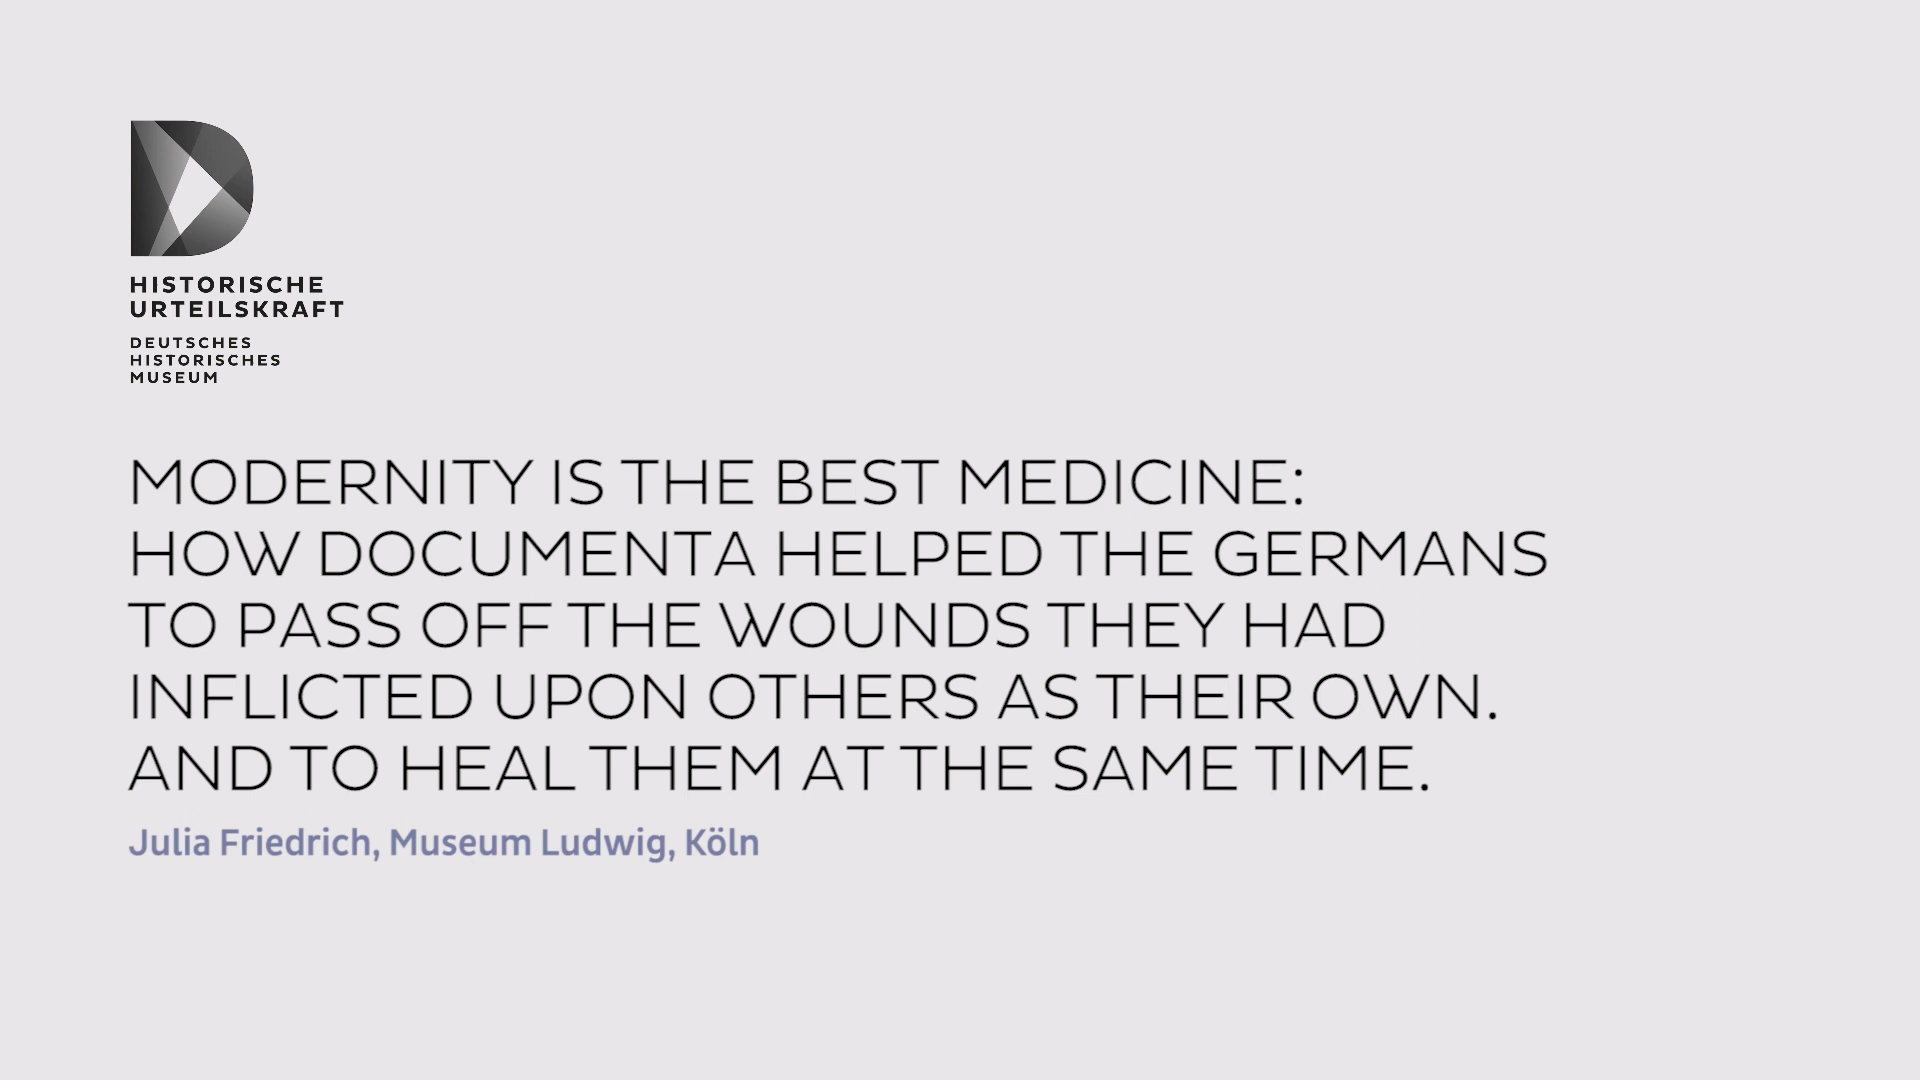 HISTORISCHE
URTEILSKRAFT
DEUTSCHES
HISTORISCHES
MUSEUM
MODERNITY IS THE BEST MEDICINE:
HOW DOCUMENTA HELPED THE GERMANS
TO PASS OFF THE WOUNDS THEY HAD
INFLICTED UPON OTHERS AS THEIR OWN.
AND TO HEAL THEM AT THE SAME TIME.
Julia Friedrich, Museum Ludwig, Köln